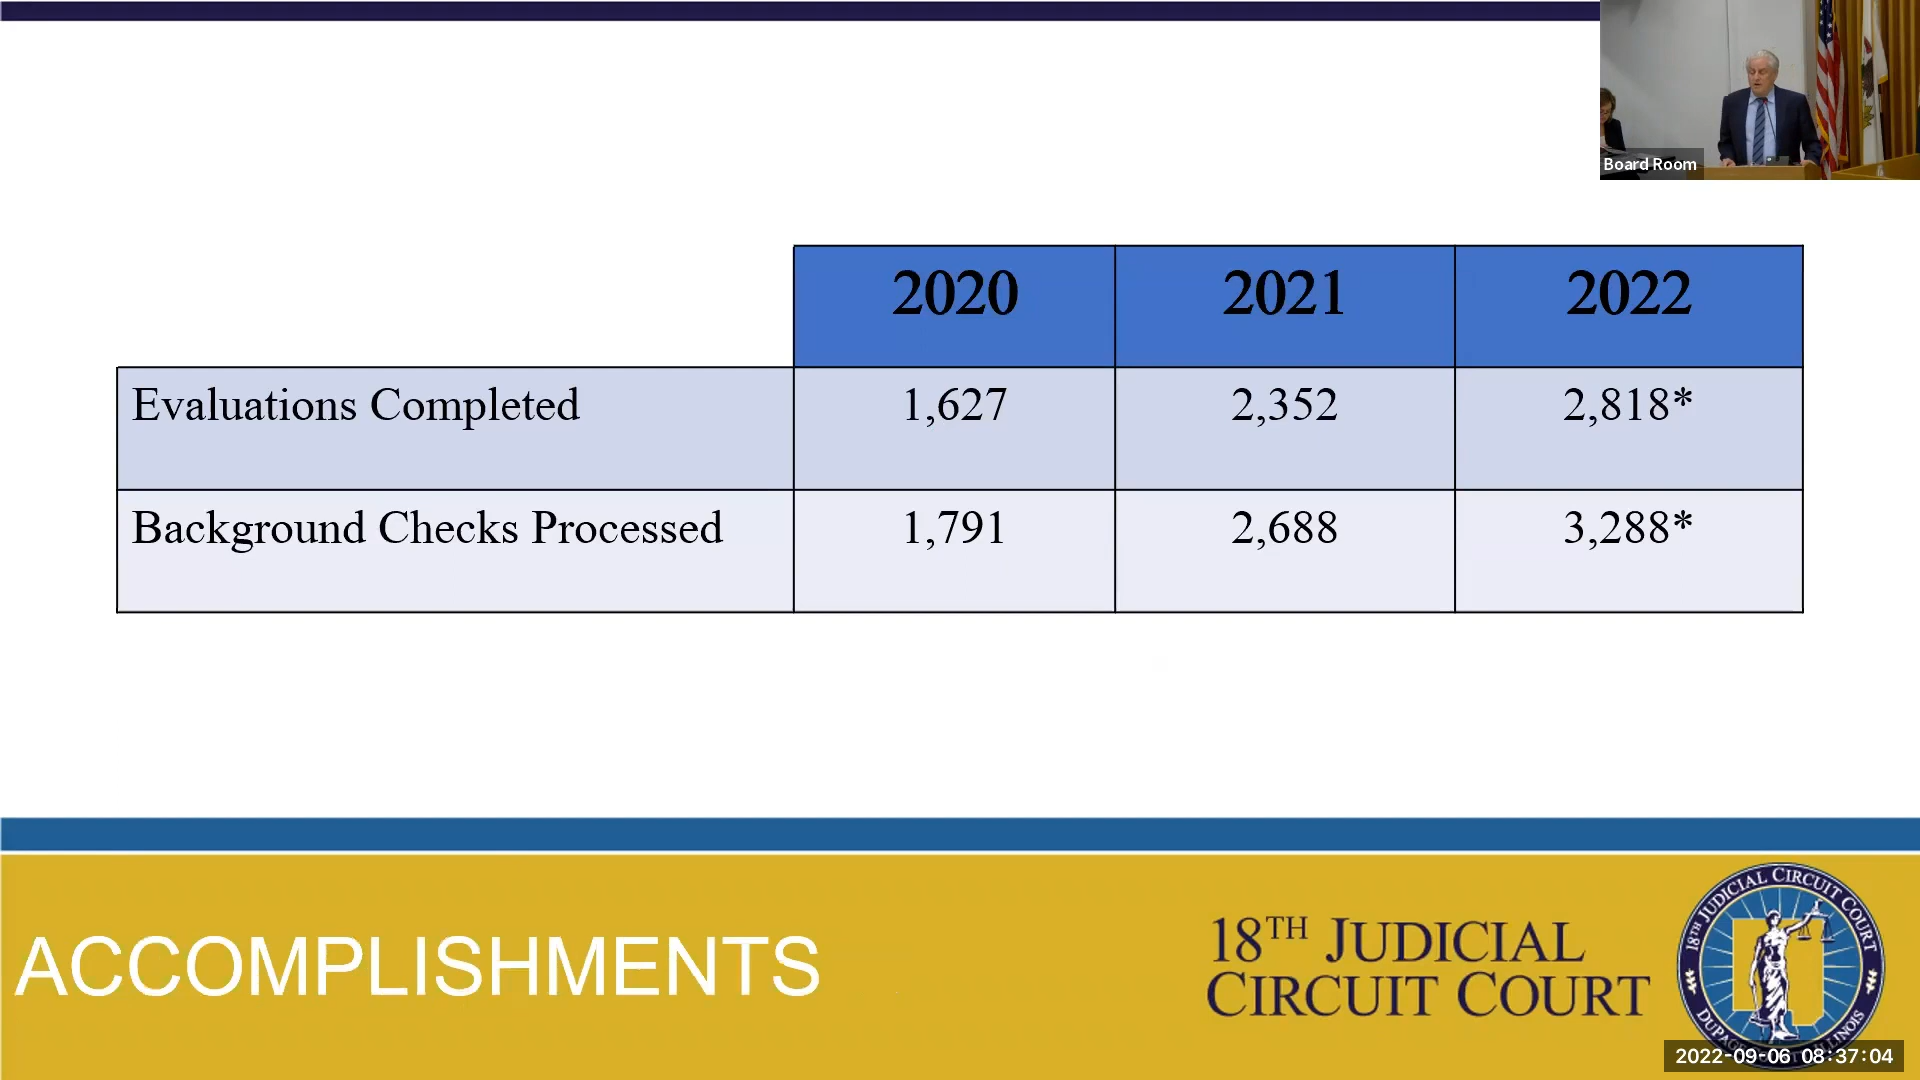 Board Room
2020 2021 2022
Evaluations Completed 1,627 2,352 2,818*
Background Checks Processed 1,791 2,688 3,288*
ACCOMPLISHMENTS
18TH JUDICIAL
CIRCUIT COURT
18TH JUDICIAL CIRCUIT COURT
2022-09-06 08:37:04